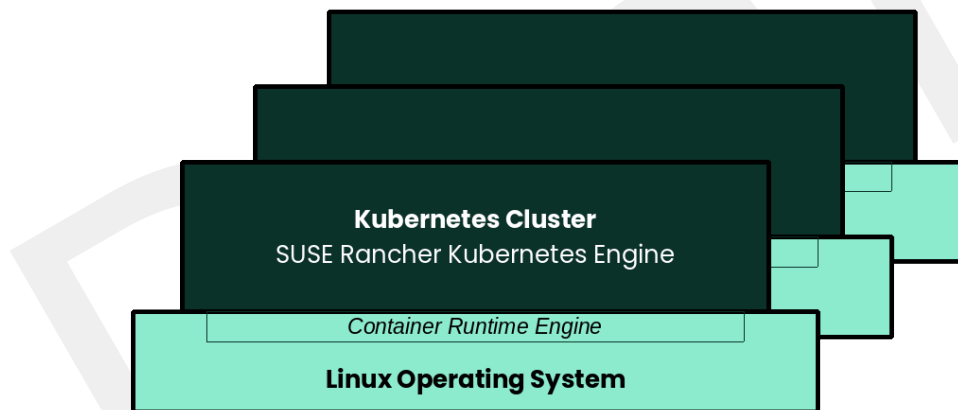 Kubernetes Cluster
SUSE Rancher Kubernetes Engine
Container Runtime Engine
Linux Operating System